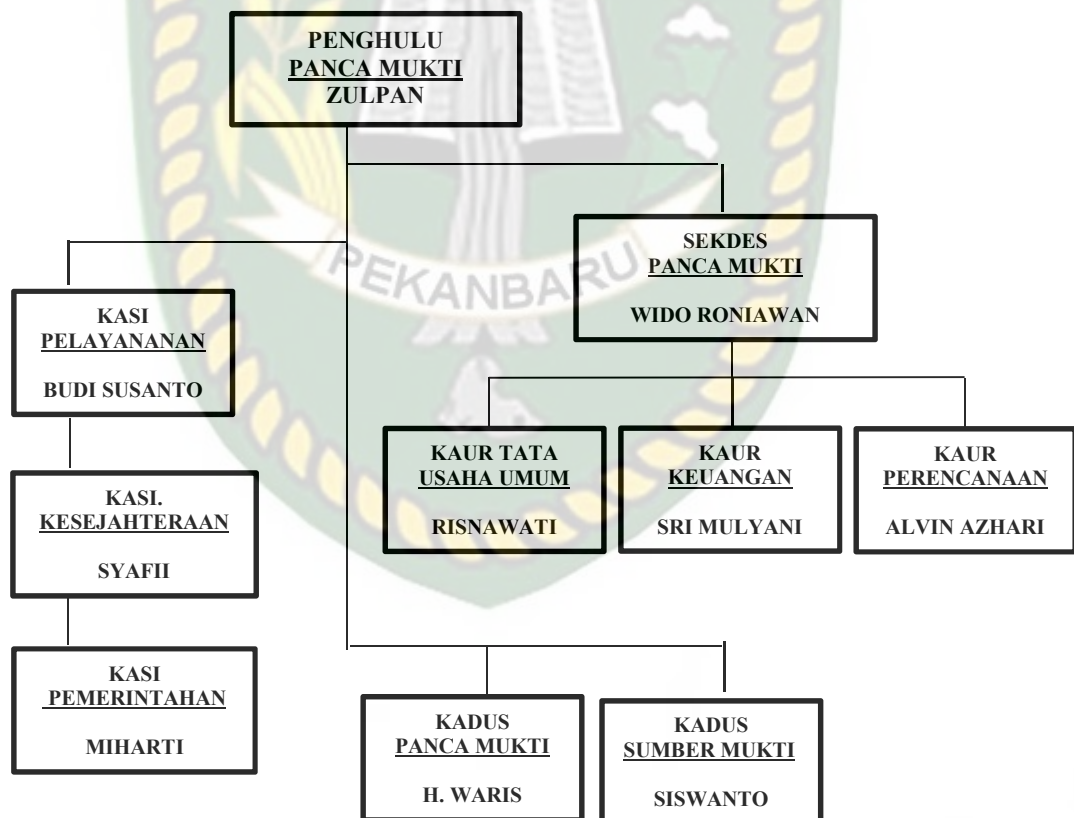 PENGHULU
PANCA MUKTI
ZULPAN
SEKDES
PANCA MUKTI
WIDO RONIAWAN
PEKANBARU
KASI
PELAYANANAN
BUDI SUSANTO
KAUR TATA
USAHA UMUM
RISNAWATI
KAUR
KEUANGAN
SRI MULYANI
KAUR
PERENCANAAN
ALVIN AZHARI
KASI.
KESEJAHTERAAN
SYAFII
KASI
PEMERINTAHAN
MIHARTI
KADUS
PANCA MUKTI
H. WARIS
KADUS
SUMBER MUKTI
SISWANTO